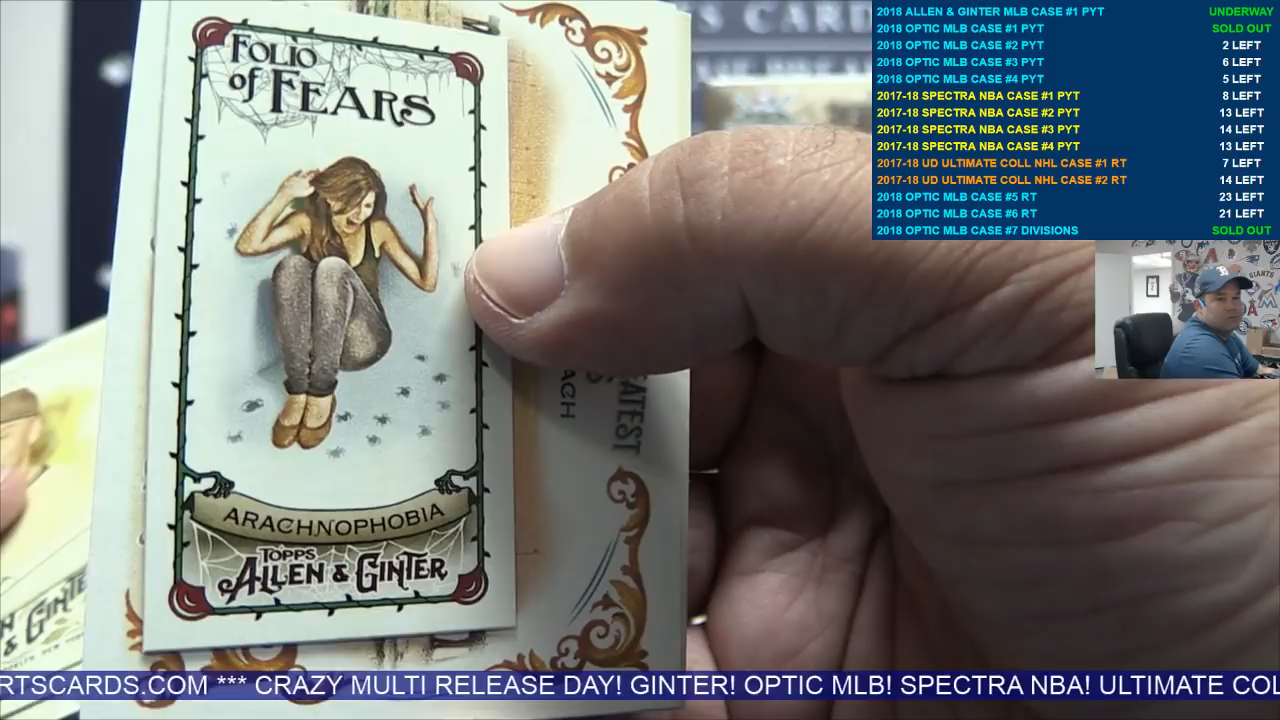 FOLIO
of FEARS
ARACHNOPHOBIA
TOPPS
ALLEN & GINTER
EATEST
ACH
& GINTE
S CARD
2018 ALLEN & GINTER MLB CASE #1 PYT UNDERWAY
2018 OPTIC MLB CASE #1 PYT SOLD OUT
2018 OPTIC MLB CASE #2 PYT 2 LEFT
2018 OPTIC MLB CASE #3 PYT 6 LEFT
2018 OPTIC MLB CASE #4 PYT 5 LEFT
2017-18 SPECTRA NBA CASE #1 PYT 8 LEFT
2017-18 SPECTRA NBA CASE #2 PYT 13 LEFT
2017-18 SPECTRA NBA CASE #3 PYT 14 LEFT
2017-18 SPECTRA NBA CASE #4 PYT 13 LEFT
2017-18 UD ULTIMATE COLL NHL CASE #1 RT 7 LEFT
2017-18 UD ULTIMATE COLL NHL CASE #2 RT 14 LEFT
2018 OPTIC MLB CASE #5 RT 23 LEFT
2018 OPTIC MLB CASE #6 RT 21 LEFT
2018 OPTIC MLB CASE #7 DIVISIONS SOLD OUT
GIANTS
RTSCARDS.COM *** CRAZY MULTI RELEASE DAY! GINTER! OPTIC MLB! SPECTRA NBA! ULTIMATE COL